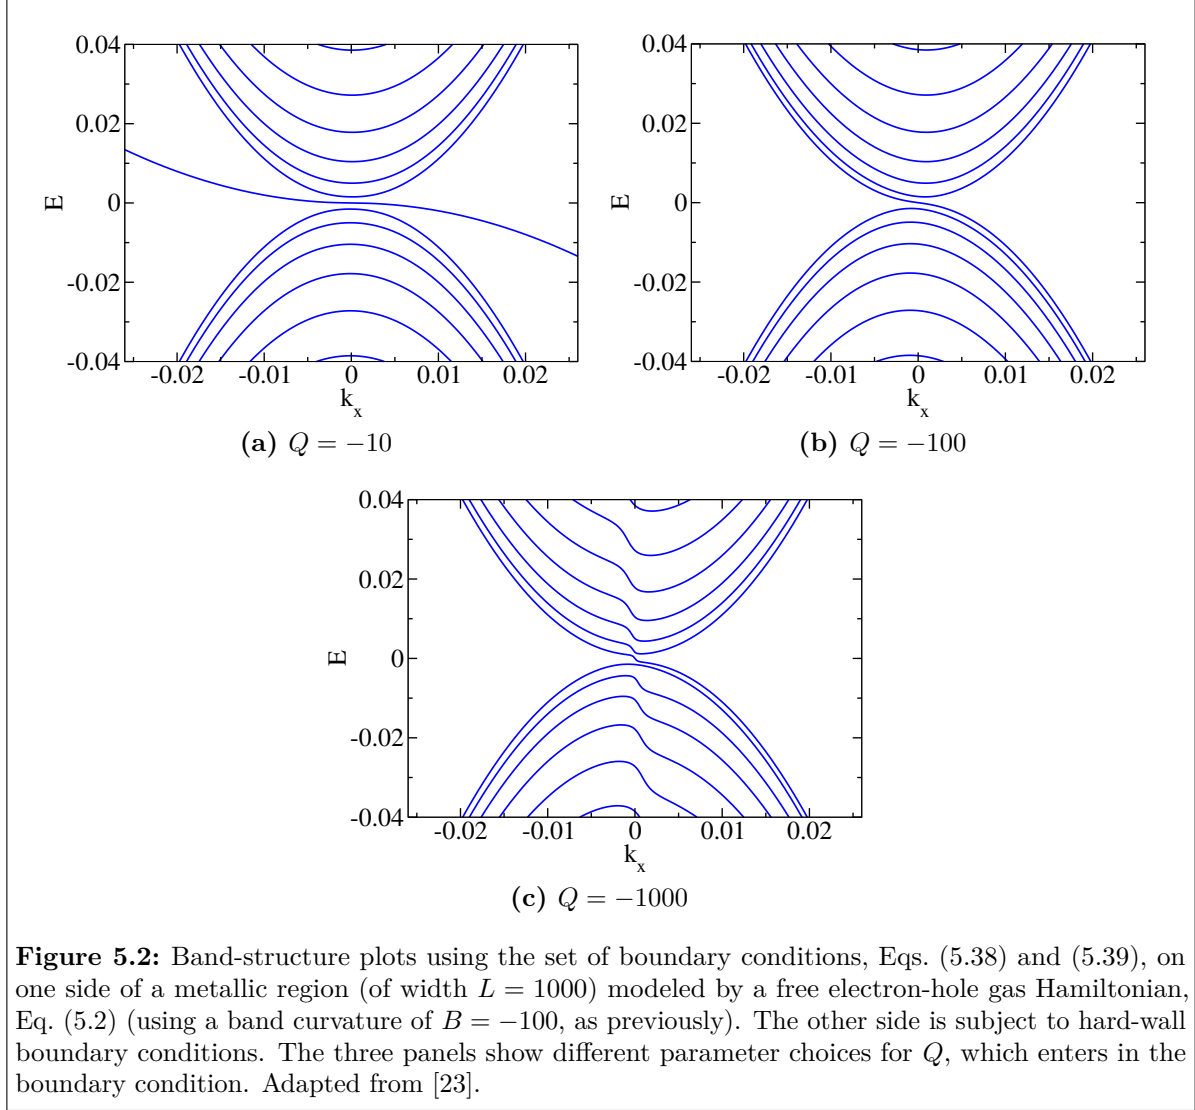 0.04
0.02
0
-0.02
-0.04
E
-0.02
-0.01
0
0.01
0.02
k_x
(a) Q = −10
0.04
0.02
0
-0.02
-0.04
E
-0.02
-0.01
0
0.01
0.02
k_x
(b) Q = −100
0.04
0.02
0
-0.02
-0.04
E
-0.02
-0.01
0
0.01
0.02
k_x
(c) Q = −1000
Figure 5.2: Band-structure plots using the set of boundary conditions, Eqs. (5.38) and (5.39), on
one side of a metallic region (of width L = 1000) modeled by a free electron-hole gas Hamiltonian,
Eq. (5.2) (using a band curvature of B = −100, as previously). The other side is subject to hard-wall
boundary conditions. The three panels show different parameter choices for Q, which enters in the
boundary condition. Adapted from [23].